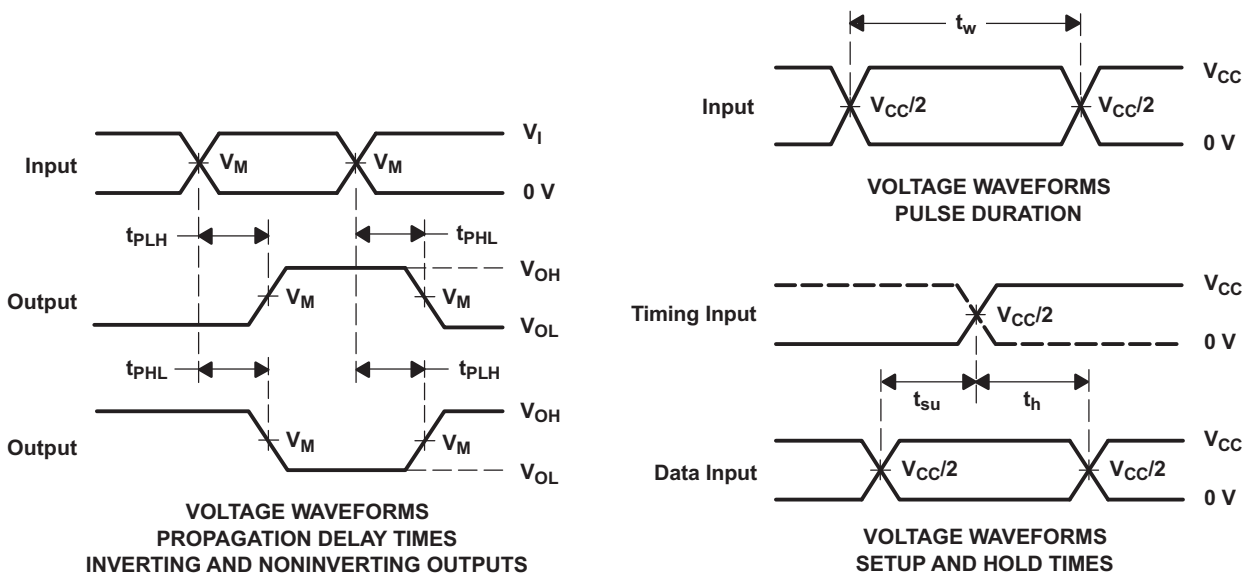 Input
V_M
V_M
V_I
0 V
t_PLH
t_PHL
Output
V_M
V_M
V_OH
V_OL
t_PHL
t_PLH
Output
V_M
V_M
V_OH
V_OL
VOLTAGE WAVEFORMS
PROPAGATION DELAY TIMES
INVERTING AND NONINVERTING OUTPUTS
t_w
Input
V_CC/2
V_CC/2
V_CC
0 V
VOLTAGE WAVEFORMS
PULSE DURATION
Timing Input
V_CC/2
V_CC
0 V
t_su
t_h
Data Input
V_CC/2
V_CC/2
V_CC
0 V
VOLTAGE WAVEFORMS
SETUP AND HOLD TIMES